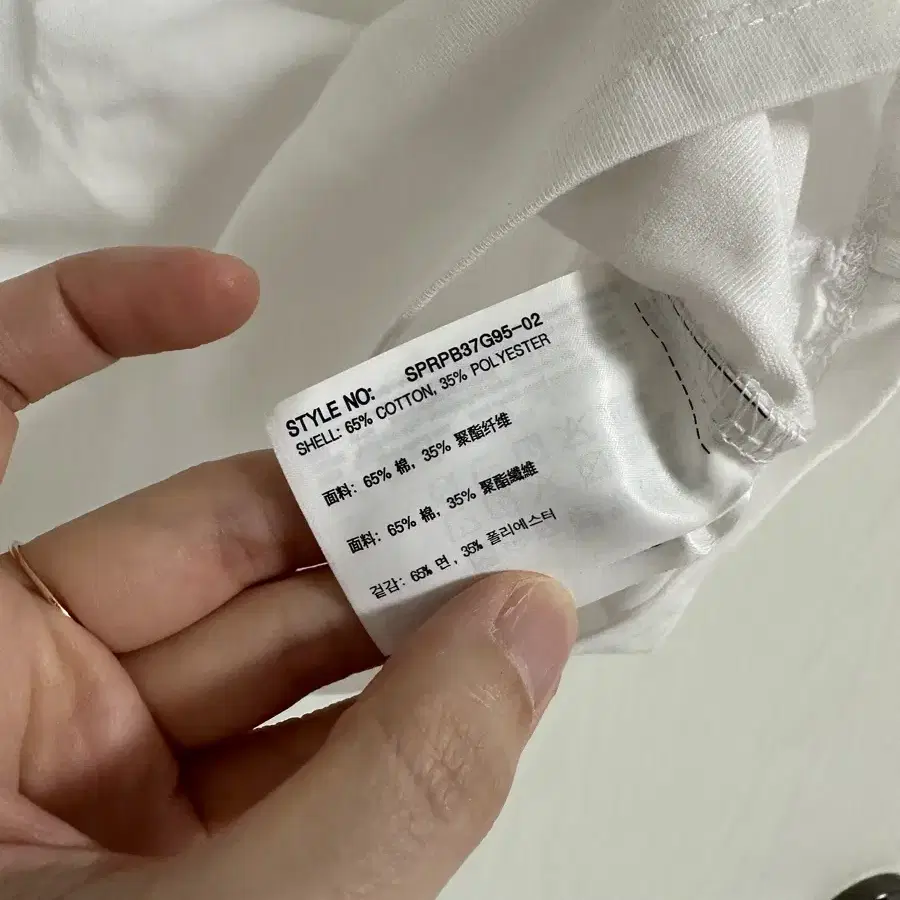 STYLE NO: SPRPB37G95-02
SHELL: 65% COTTON, 35% POLYESTER
面料: 65% 棉, 35% 聚酯纤维
面料: 65% 棉, 35% 聚酯纖維
겉감: 65% 면, 35% 폴리에스터